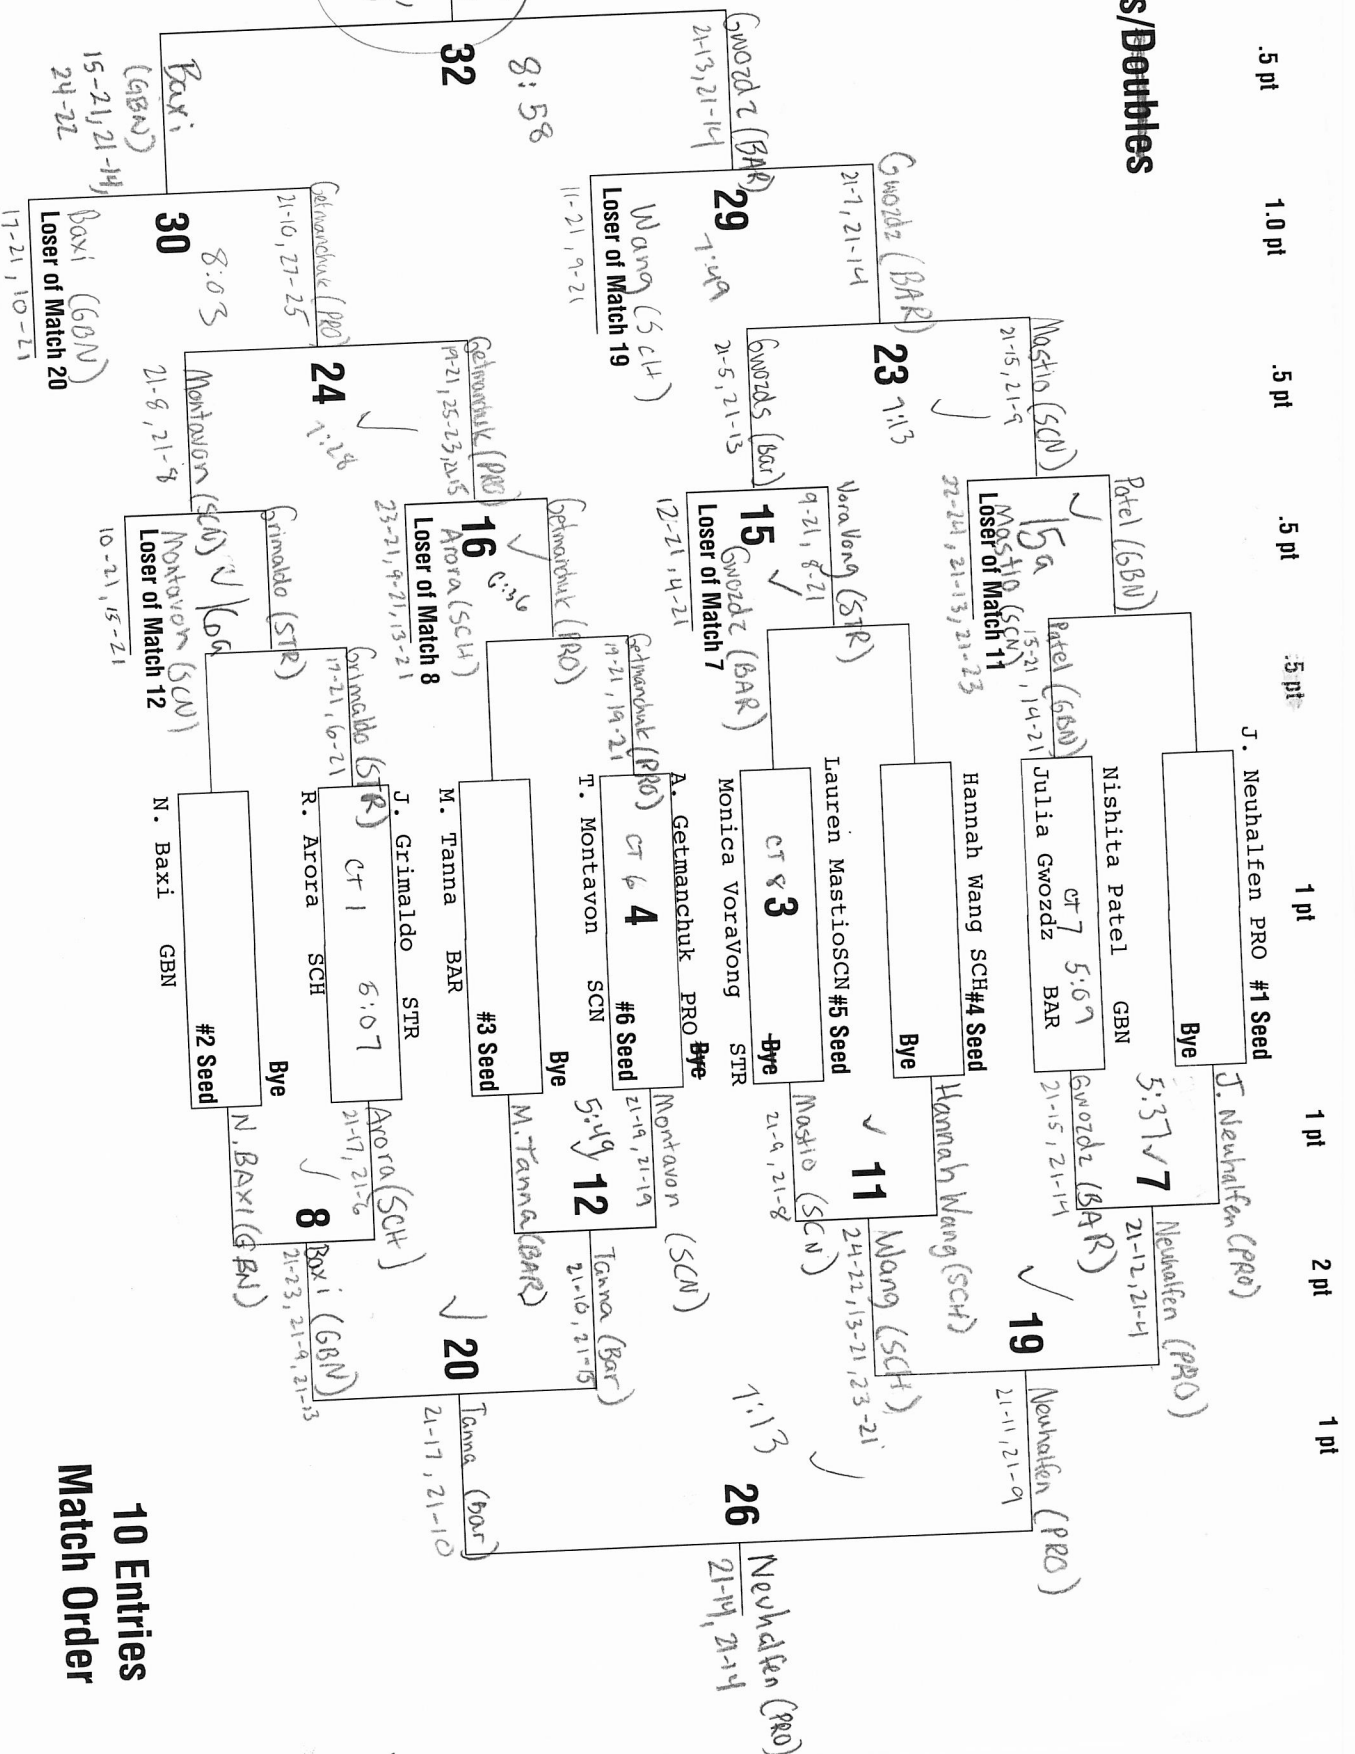 s/Doubles
.5 pt
1.0 pt
.5 pt
.5 pt
.5 pt
1 pt
1 pt
2 pt
1 pt
J. Neuhalfen PRO #1 Seed
Bye
J. Neuhalfen (PRO)
5:37 ✓ 7
Neuhalfen (PRO)
21-12, 21-4
Nishita Patel GBN
ct 7 5:09
Julia Gwozdz BAR
Gwozdz (BAR)
21-15, 21-14
✓ 19
Neuhalfen (PRO)
21-11, 21-9
Hannah Wang SCH #4 Seed
Bye
Hannah Wang (SCH)
✓ 11
Wang (SCH)
24-22, 13-21, 23-21
Lauren Mastio SCN #5 Seed
CT 8 3
Bye
Monica VoraVong STR
Mastio (SCN)
21-9, 21-8
7:13 ✓
26
Neuhalfen (PRO)
21-14, 21-14
A. Getmanchuk PRO Bye
CT 6 4
#6 Seed
T. Montavon SCN
Montavon (SCN)
21-19, 21-19
5:49 ✓ 12
Tanna (Bar)
21-10, 21-15
Bye
#3 Seed
M. Tanna BAR
M. Tanna (BAR)
✓ 20
Tanna (Bar)
21-17, 21-10
J. Grimaldo STR
Ct 1 5:07
R. Arora SCH
Arora (SCH)
21-17, 21-6
✓ 8
Baxi (GBN)
21-23, 21-9, 21-13
Bye
#2 Seed
N. Baxi GBN
N. BAXI (GBN)
Patel (GBN)
Patel (GBN)
15-21, 14-21
✓ 15a
Mastio (SCN)
Loser of Match 11
22-24, 21-13, 21-23
Mastio (SCN)
21-15, 21-9
23 7:13 ✓
Gwozdz (BAR)
21-7, 21-14
VoraVong (STR)
9-21, 8-21
15 ✓
Gwozdz (BAR)
Loser of Match 7
12-21, 4-21
Gwozds (Bar)
21-5, 21-13
29
7:49
Wang (SCH)
Loser of Match 19
11-21, 9-21
Gwozdz (BAR)
21-13, 21-14
32
8:58
Getmanchuk (PRO)
19-21, 19-21
Getmanchuk (PRO)
✓
16 6:36
Arora (SCH)
Loser of Match 8
23-21, 9-21, 13-21
Getmanchuk (PRO)
19-21, 25-23, 21-15
24 ✓
7:28
Getmanchuk (PRO)
21-10, 27-25
Grimaldo (STR)
17-21, 6-21
Grimaldo (STR)
✓ 16a
Montavon (SCN)
Loser of Match 12
10-21, 15-21
Montavon (SCN)
21-8, 21-8
30
8:03
Baxi (GBN)
Loser of Match 20
17-21, 10-21
Baxi
(GBN)
15-21, 21-14,
24-22
10 Entries
Match Order